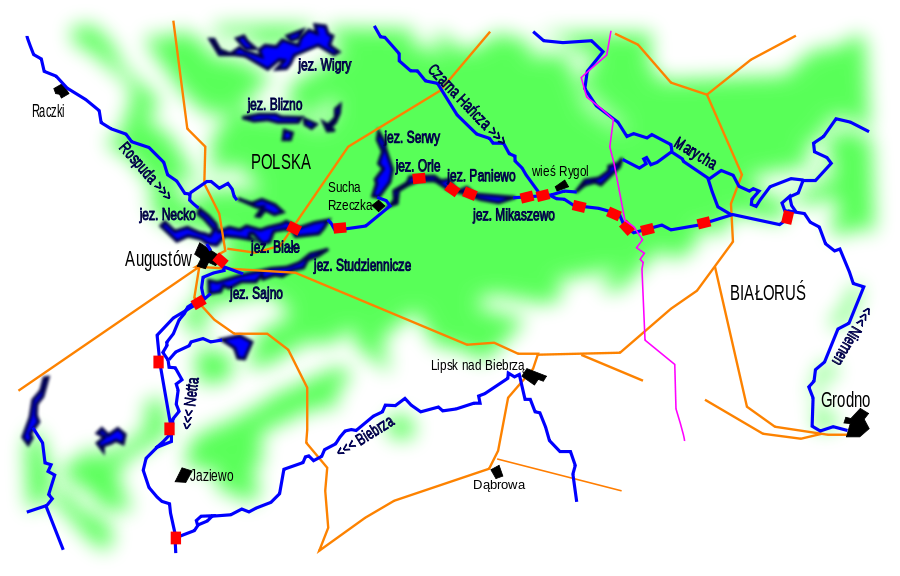 jez. Wigry
Czarna Hańcza >>>
Raczki
jez. Blizno
jez. Serwy
Marycha
Rospuda >>>
POLSKA
jez. Orle
jez. Paniewo
wieś Rygol
Sucha
Rzeczka
jez. Necko
jez. Mikaszewo
jez. Białe
Augustów
jez. Studziennicze
jez. Sajno
BIAŁORUŚ
<<< Niemen
Lipsk nad Biebrzą
<<< Netta
Grodno
<<< Biebrza
Jaziewo
Dąbrowa